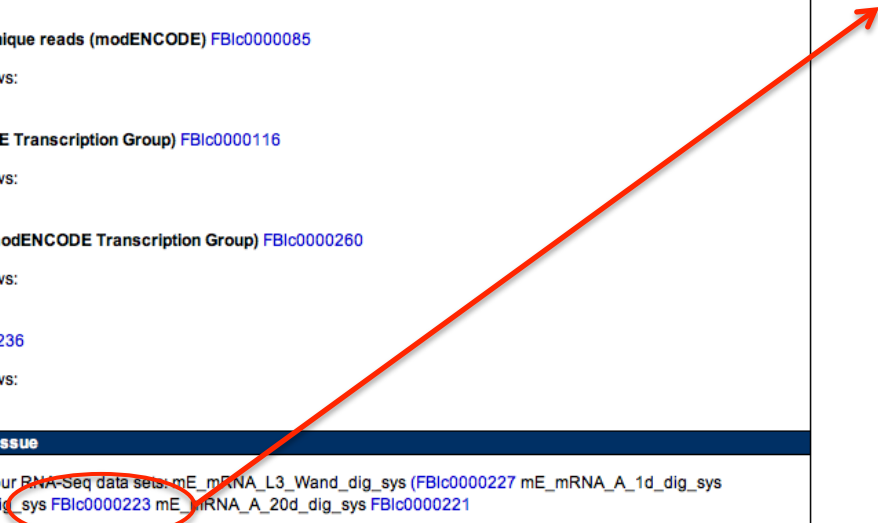 ique reads (modENCODE) FBlc0000085
ws:
E Transcription Group) FBlc0000116
ws:
odENCODE Transcription Group) FBlc0000260
ws:
236
ws:
ssue
ur RNA-Seq data sets: mE_mRNA_L3_Wand_dig_sys (FBlc0000227 mE_mRNA_A_1d_dig_sys
ig_sys FBlc0000223 mE_mRNA_A_20d_dig_sys FBlc0000221